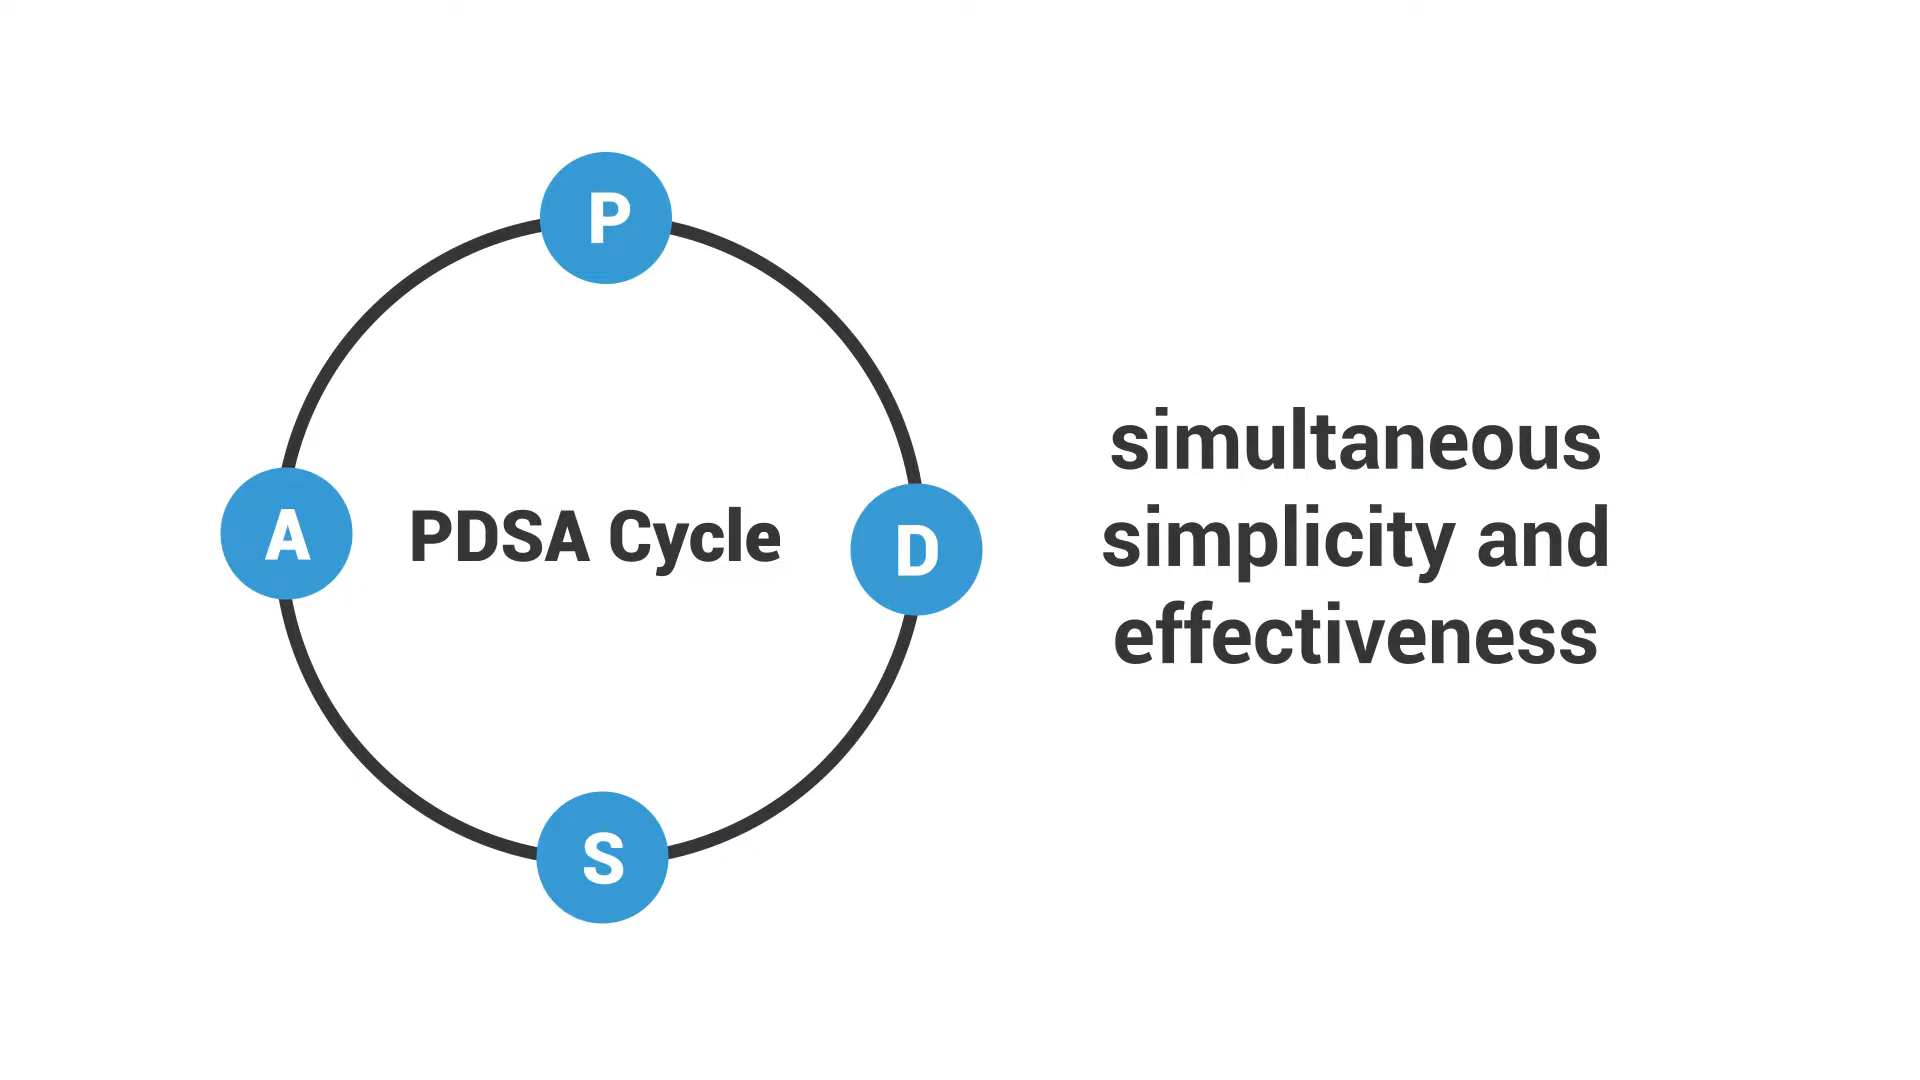 P
A
PDSA Cycle
D
S
simultaneous
simplicity and
effectiveness